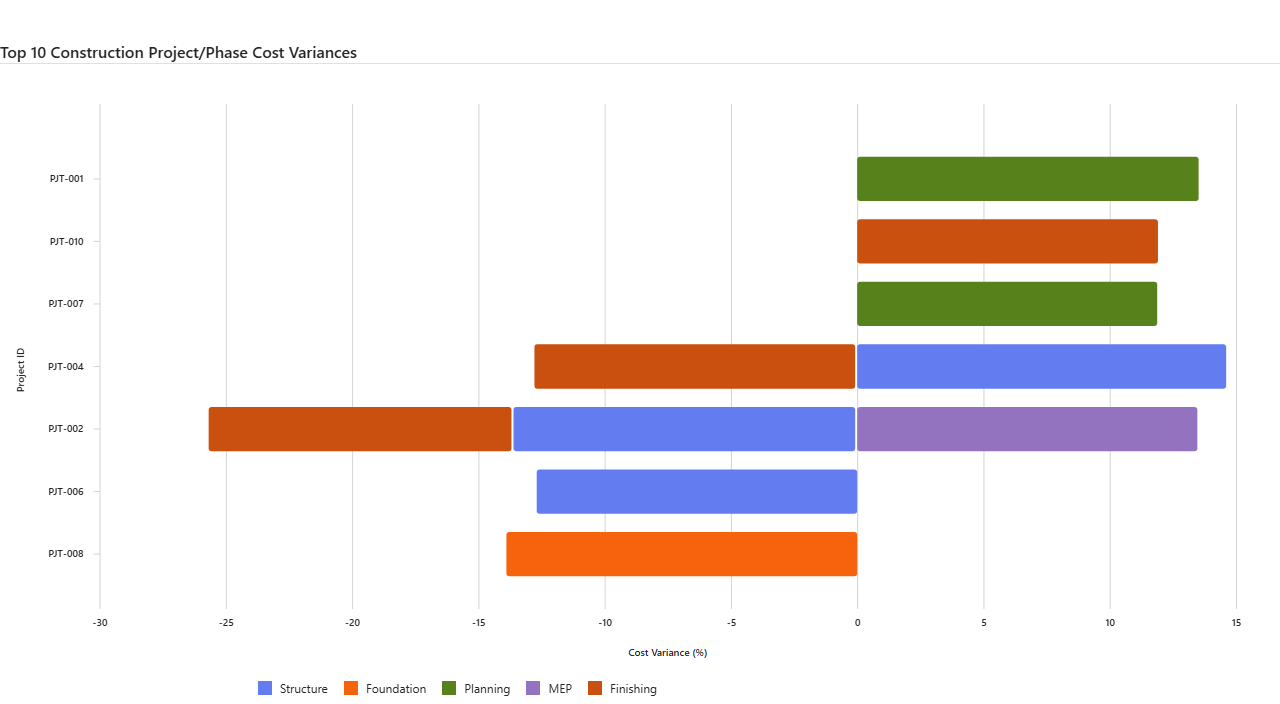 Top 10 Construction Project/Phase Cost Variances
PJT-001
PJT-010
PJT-007
PJT-004
PJT-002
PJT-006
PJT-008
Project ID
-30 -25 -20 -15 -10 -5 0 5 10 15
Cost Variance (%)
Structure Foundation Planning MEP Finishing